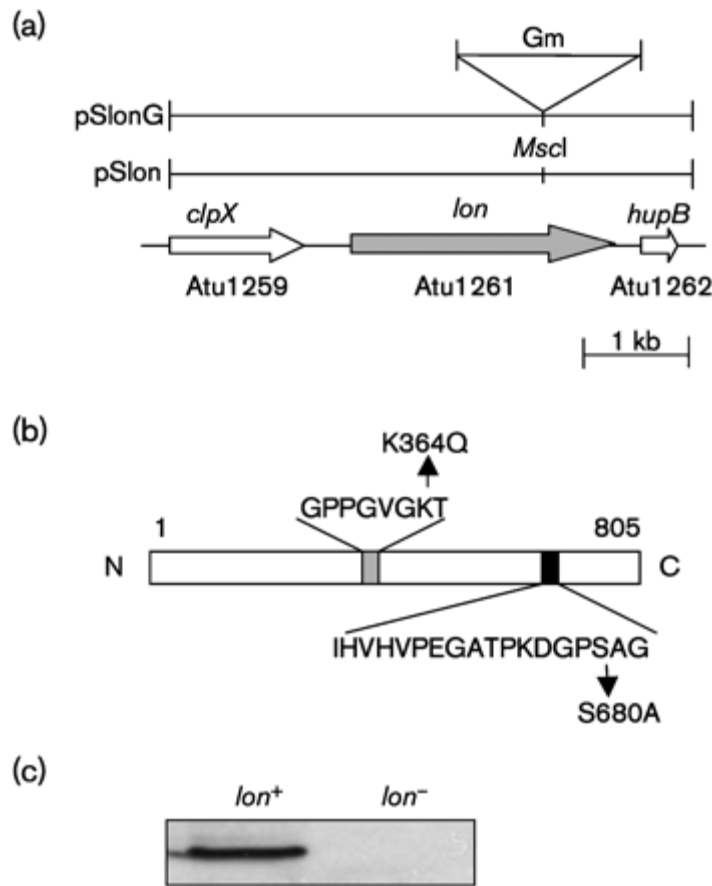 (a)
Gm
pSlonG
MscI
pSlon
clpX lon hupB
Atu1259 Atu1261 Atu1262
1 kb
(b)
K364Q
GPPGVGKT
1 805
N C
IHVHVPEGATPKDGPSAG
S680A
(c)
lon+ lon−